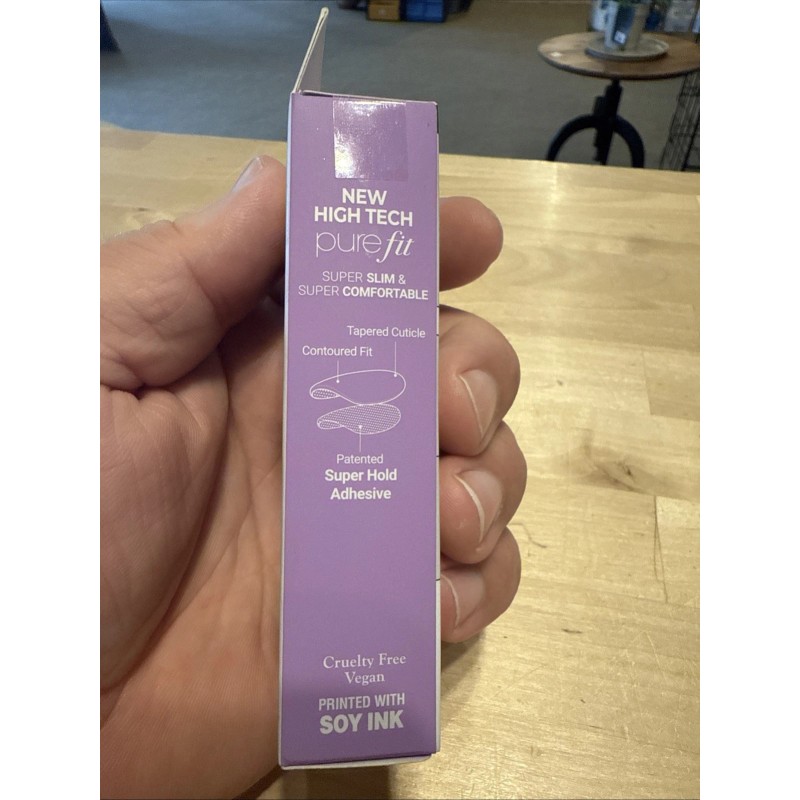 NEW
HIGH TECH
purefit
SUPER SLIM &
SUPER COMFORTABLE
Tapered Cuticle
Contoured Fit
Patented
Super Hold
Adhesive
Cruelty Free
Vegan
PRINTED WITH
SOY INK